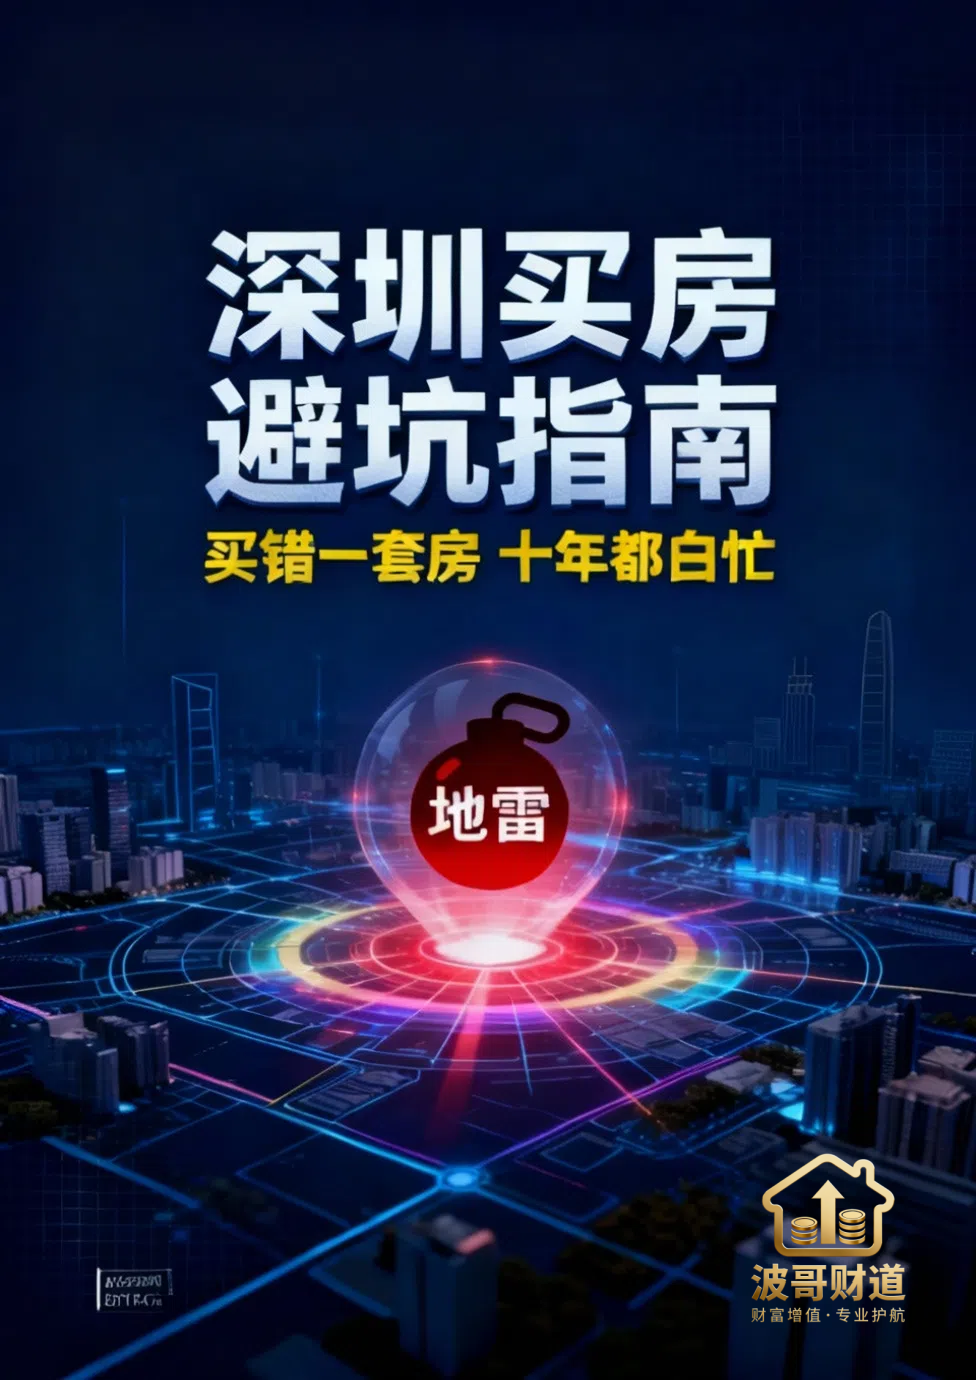 深圳买房
避坑指南
买错一套房 十年都白忙
地雷
波哥财道
财富增值·专业护航